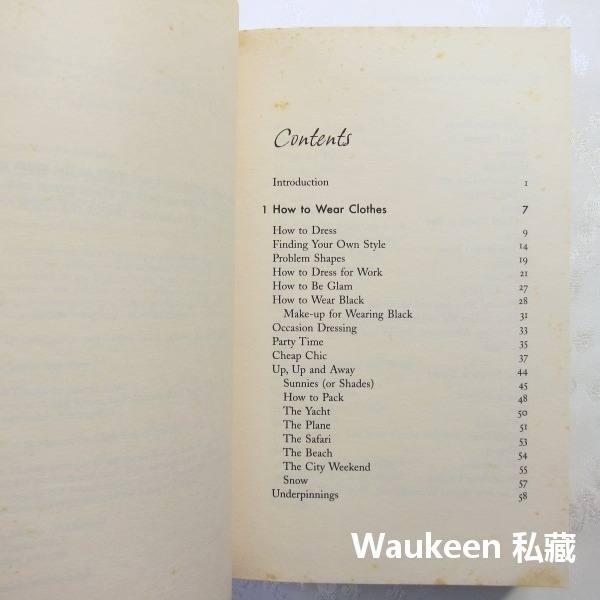 Contents
Introduction 1
1 How to Wear Clothes 7
How to Dress 9
Finding Your Own Style 14
Problem Shapes 19
How to Dress for Work 21
How to Be Glam 27
How to Wear Black 28
Make-up for Wearing Black 31
Occasion Dressing 33
Party Time 35
Cheap Chic 37
Up, Up and Away 44
Sunnies (or Shades) 45
How to Pack 48
The Yacht 50
The Plane 51
The Safari 53
The Beach 54
The City Weekend 55
Snow 57
Underpinnings 58
Waukeen 私藏